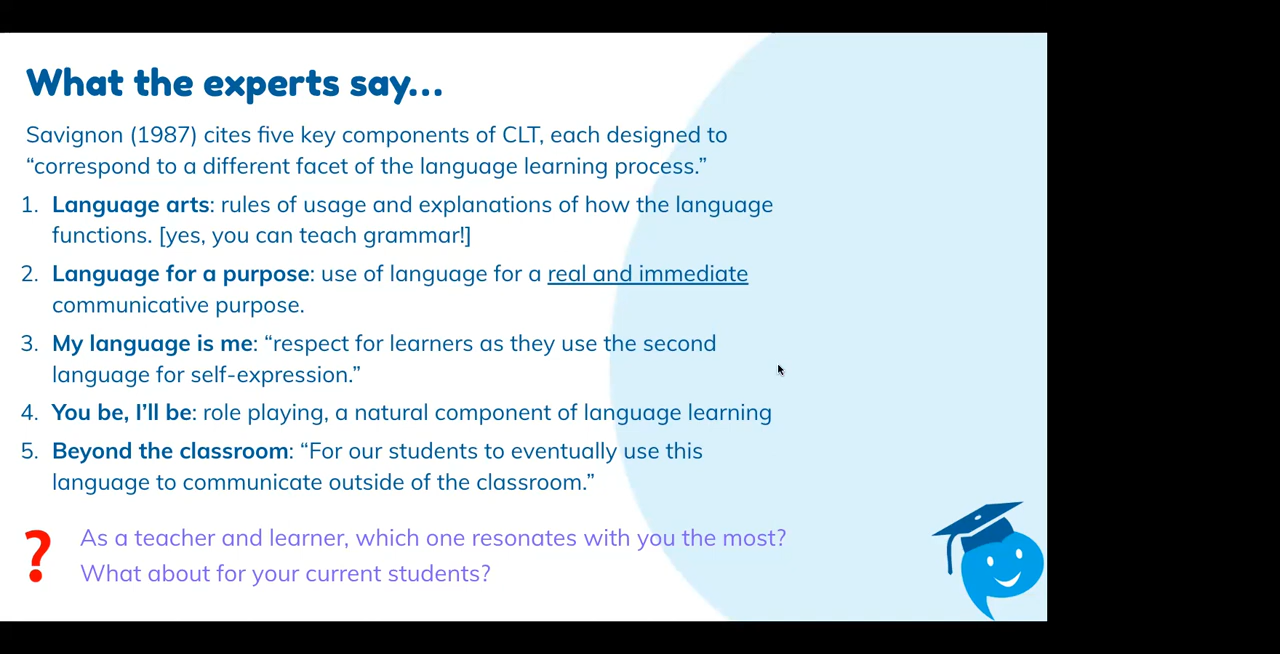 What the experts say...
Savignon (1987) cites five key components of CLT, each designed to
“correspond to a different facet of the language learning process.”
1. Language arts: rules of usage and explanations of how the language
functions. [yes, you can teach grammar!]
2. Language for a purpose: use of language for a real and immediate
communicative purpose.
3. My language is me: “respect for learners as they use the second
language for self-expression.”
4. You be, I’ll be: role playing, a natural component of language learning
5. Beyond the classroom: “For our students to eventually use this
language to communicate outside of the classroom.”
? As a teacher and learner, which one resonates with you the most?
What about for your current students?